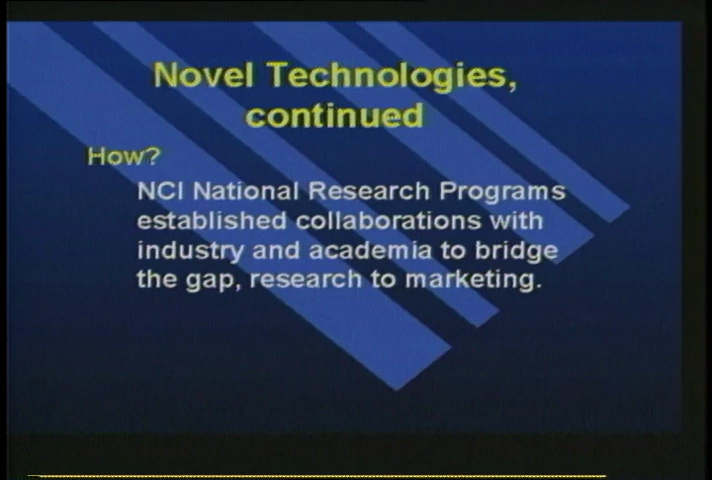 Novel Technologies,
continued
How?
NCI National Research Programs
established collaborations with
industry and academia to bridge
the gap, research to marketing.